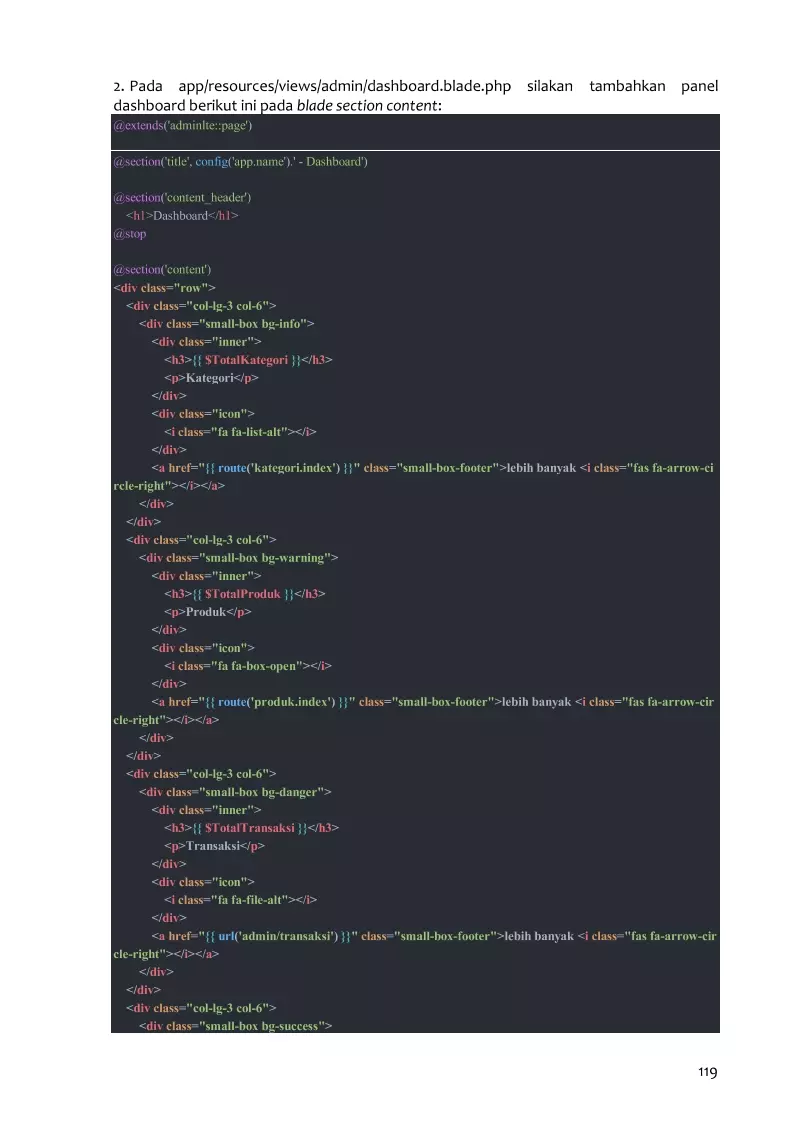 2. Pada app/resources/views/admin/dashboard.blade.php silakan tambahkan panel
dashboard berikut ini pada blade section content:
@extends('adminlte::page')
@section('title', config('app.name').' - Dashboard')
@section('content_header')
<h1>Dashboard</h1>
@stop
@section('content')
<div class="row">
<div class="col-lg-3 col-6">
<div class="small-box bg-info">
<div class="inner">
<h3>{{ $TotalKategori }}</h3>
<p>Kategori</p>
</div>
<div class="icon">
<i class="fa fa-list-alt"></i>
</div>
<a href="{{ route('kategori.index') }}" class="small-box-footer">lebih banyak <i class="fas fa-arrow-ci
rcle-right"></i></a>
</div>
</div>
<div class="col-lg-3 col-6">
<div class="small-box bg-warning">
<div class="inner">
<h3>{{ $TotalProduk }}</h3>
<p>Produk</p>
</div>
<div class="icon">
<i class="fa fa-box-open"></i>
</div>
<a href="{{ route('produk.index') }}" class="small-box-footer">lebih banyak <i class="fas fa-arrow-cir
cle-right"></i></a>
</div>
</div>
<div class="col-lg-3 col-6">
<div class="small-box bg-danger">
<div class="inner">
<h3>{{ $TotalTransaksi }}</h3>
<p>Transaksi</p>
</div>
<div class="icon">
<i class="fa fa-file-alt"></i>
</div>
<a href="{{ url('admin/transaksi') }}" class="small-box-footer">lebih banyak <i class="fas fa-arrow-cir
cle-right"></i></a>
</div>
</div>
<div class="col-lg-3 col-6">
<div class="small-box bg-success">
119